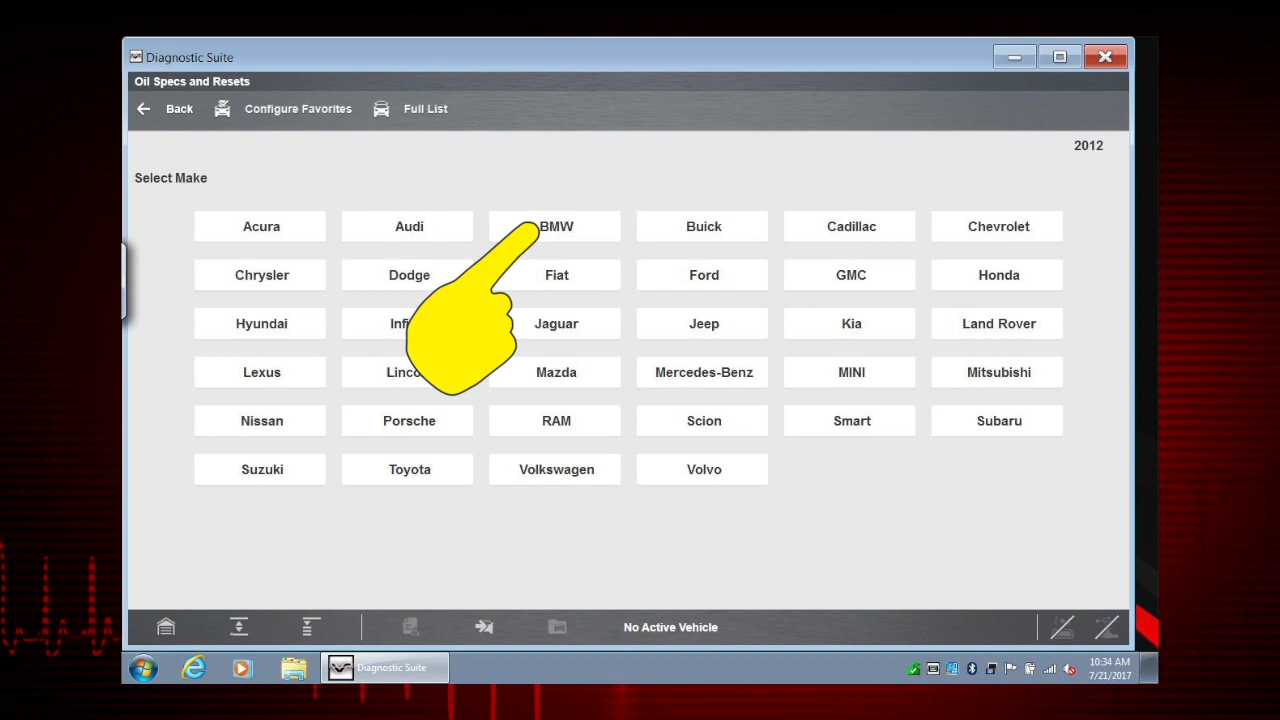 Diagnostic Suite
Oil Specs and Resets
Back Configure Favorites Full List
2012
Select Make
Acura Audi BMW Buick Cadillac Chevrolet
Chrysler Dodge Fiat Ford GMC Honda
Hyundai Jaguar Jeep Kia Land Rover
Lexus Mazda Mercedes-Benz MINI Mitsubishi
Nissan Porsche RAM Scion Smart Subaru
Suzuki Toyota Volkswagen Volvo
No Active Vehicle
Diagnostic Suite
10:34 AM
7/21/2017